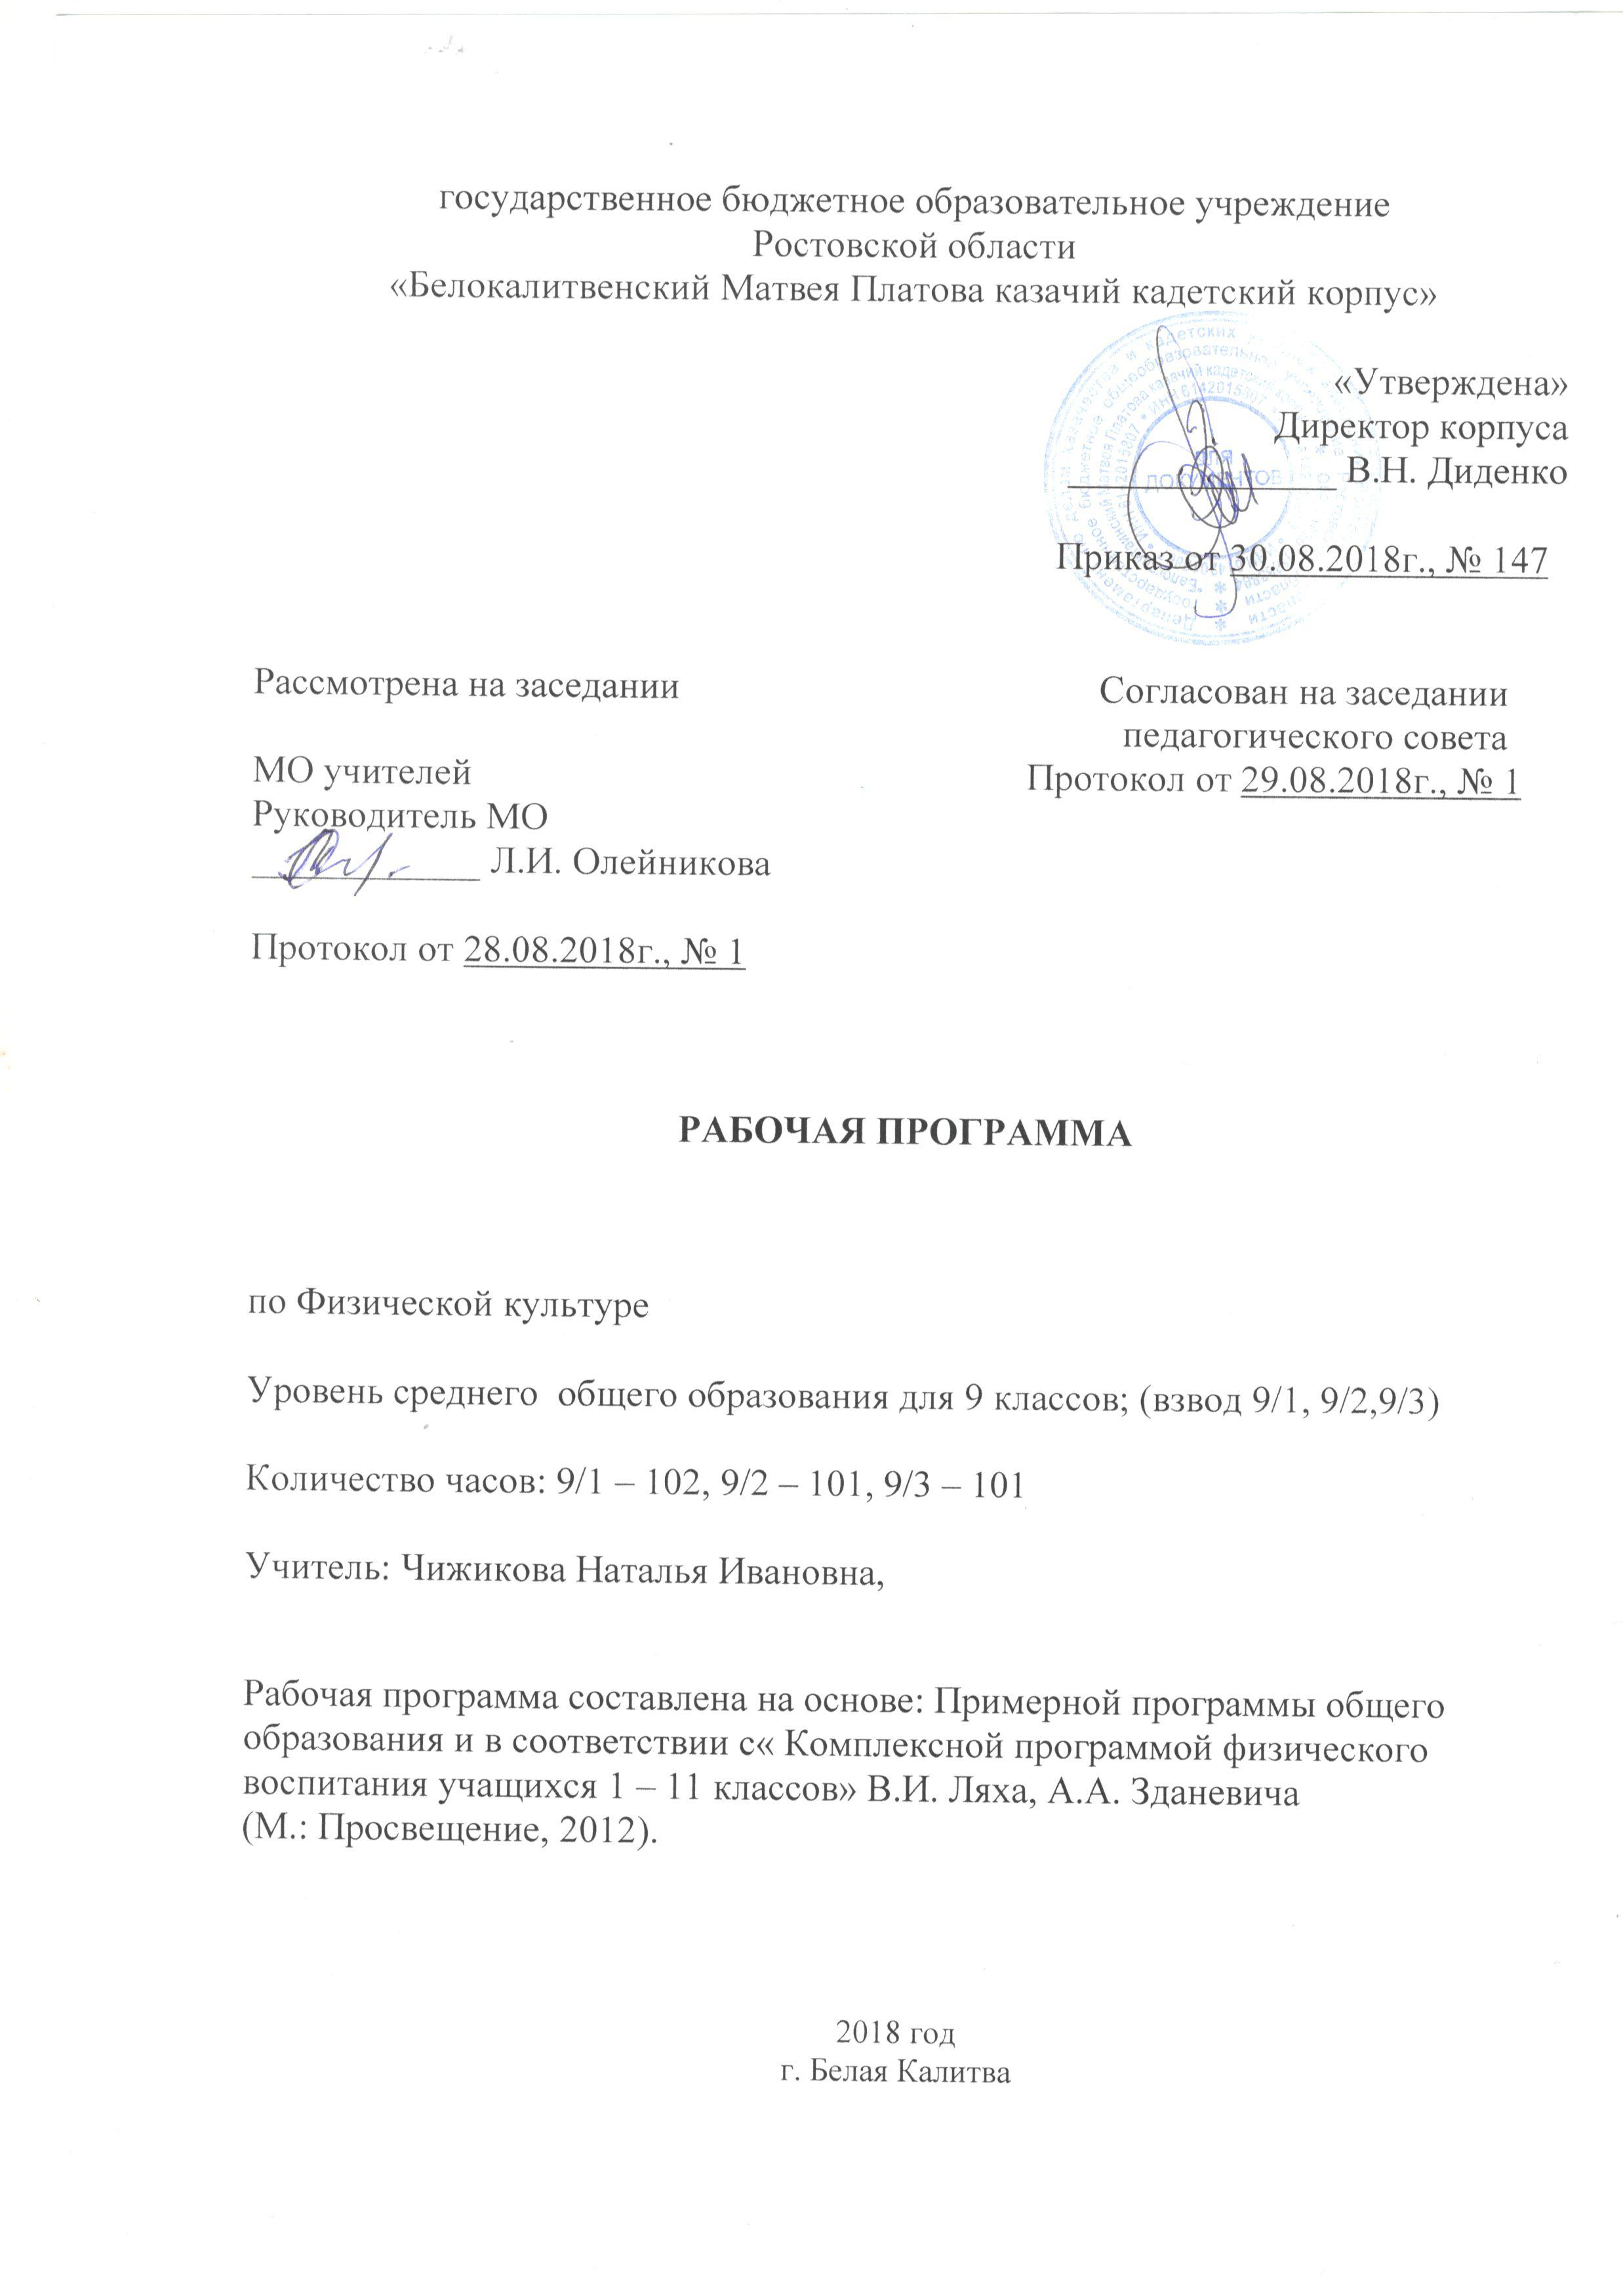 государственное бюджетное образовательное учреждение
Ростовской области
«Белокалитвенский Матвея Платова казачий кадетский корпус»
«Утверждена»
Директор корпуса
В.Н. Диденко
ДЛЯ
ДОКУМЕНТОВ
Приказ от 30.08.2018г., № 147
Рассмотрена на заседании
МО учителей
Руководитель МО
Л.И. Олейникова
Протокол от 28.08.2018г., № 1
Согласован на заседании
педагогического совета
Протокол от 29.08.2018г., № 1
РАБОЧАЯ ПРОГРАММА
по Физической культуре
Уровень среднего  общего образования для 9 классов; (взвод 9/1, 9/2,9/3)
Количество часов: 9/1 – 102, 9/2 – 101, 9/3 – 101
Учитель: Чижикова Наталья Ивановна,
Рабочая программа составлена на основе: Примерной программы общего
образования и в соответствии с« Комплексной программой физического
воспитания учащихся 1 – 11 классов» В.И. Ляха, А.А. Зданевича
(М.: Просвещение, 2012).
2018 год
г. Белая Калитва